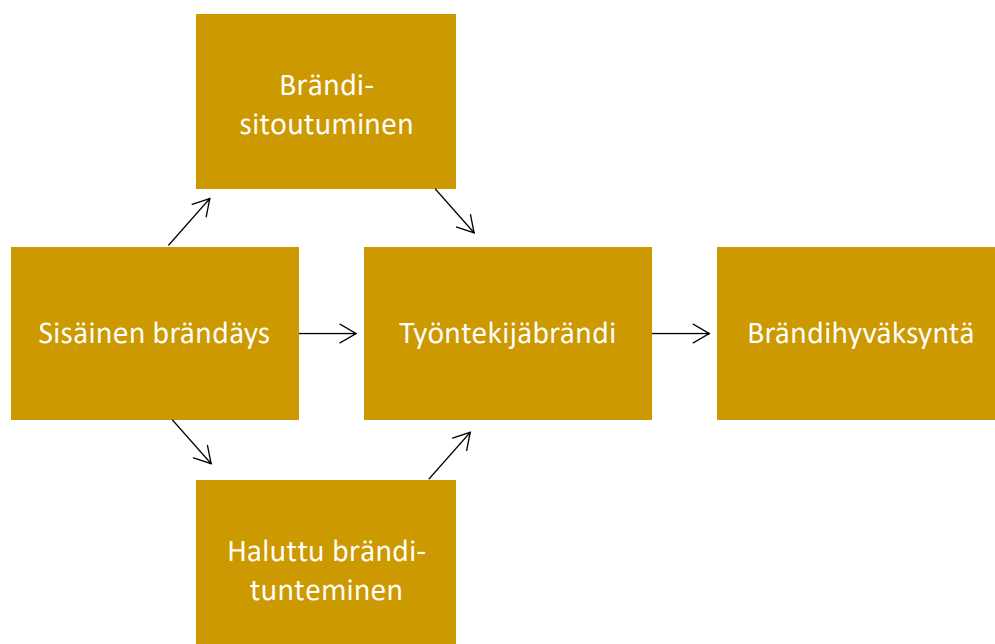 Brändi-
sitoutuminen
Sisäinen brändäys
Työntekijäbrändi
Brändihyväksyntä
Haluttu brändi-
tunteminen